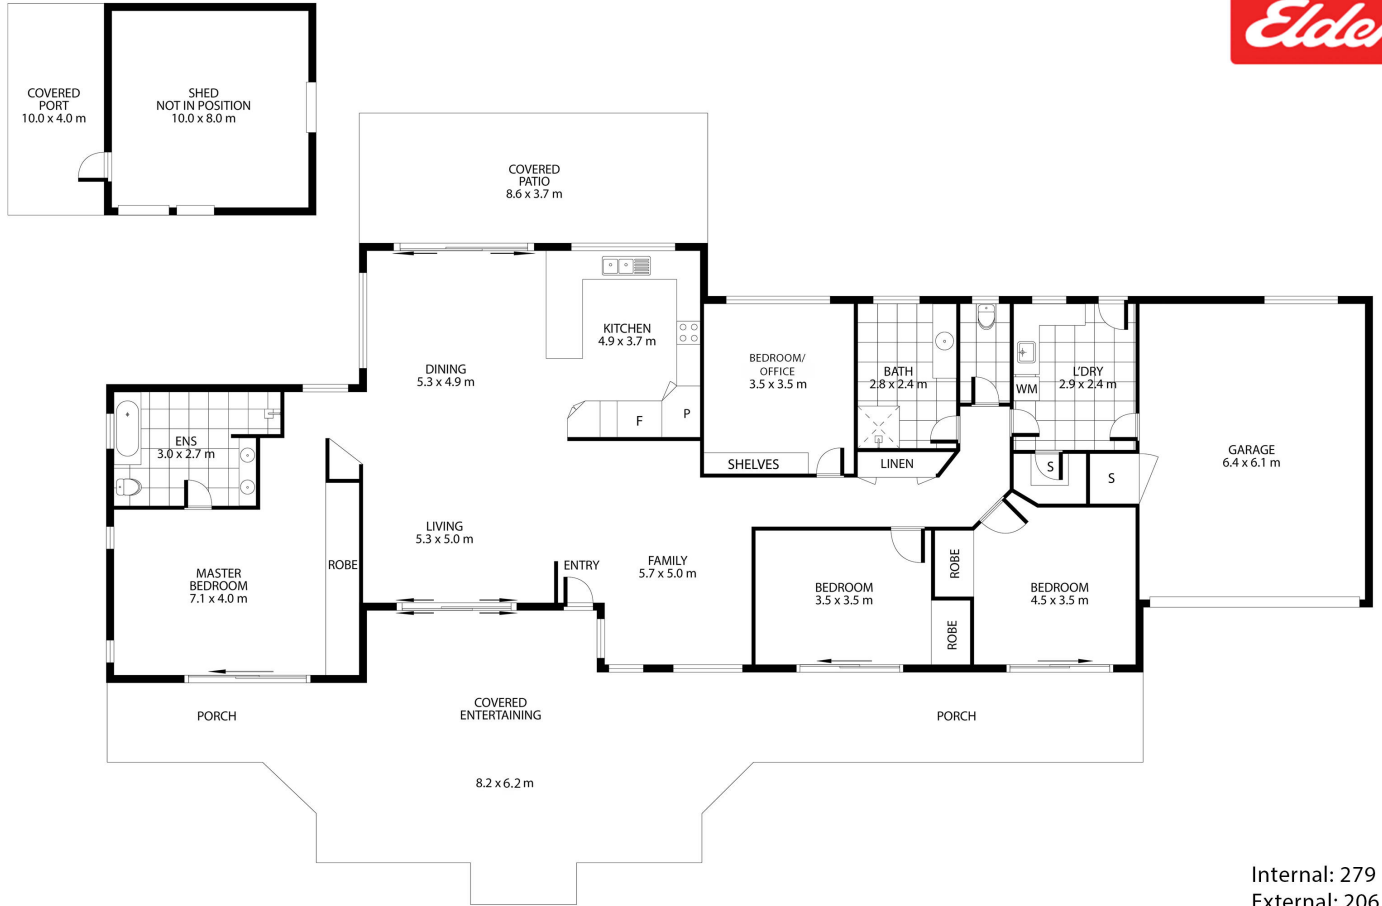 COVERED
PORT
10.0 x 4.0 m
SHED
NOT IN POSITION
10.0 x 8.0 m
COVERED
PATIO
8.6 x 3.7 m
KITCHEN
4.9 x 3.7 m
DINING
5.3 x 4.9 m
F
P
BEDROOM/
OFFICE
3.5 x 3.5 m
SHELVES
BATH
2.8 x 2.4 m
LINEN
WM
L'DRY
2.9 x 2.4 m
S
S
GARAGE
6.4 x 6.1 m
ENS
3.0 x 2.7 m
LIVING
5.3 x 5.0 m
ENTRY
FAMILY
5.7 x 5.0 m
MASTER
BEDROOM
7.1 x 4.0 m
ROBE
BEDROOM
3.5 x 3.5 m
ROBE
ROBE
BEDROOM
4.5 x 3.5 m
PORCH
COVERED
ENTERTAINING
8.2 x 6.2 m
PORCH
Internal: 279
External: 206